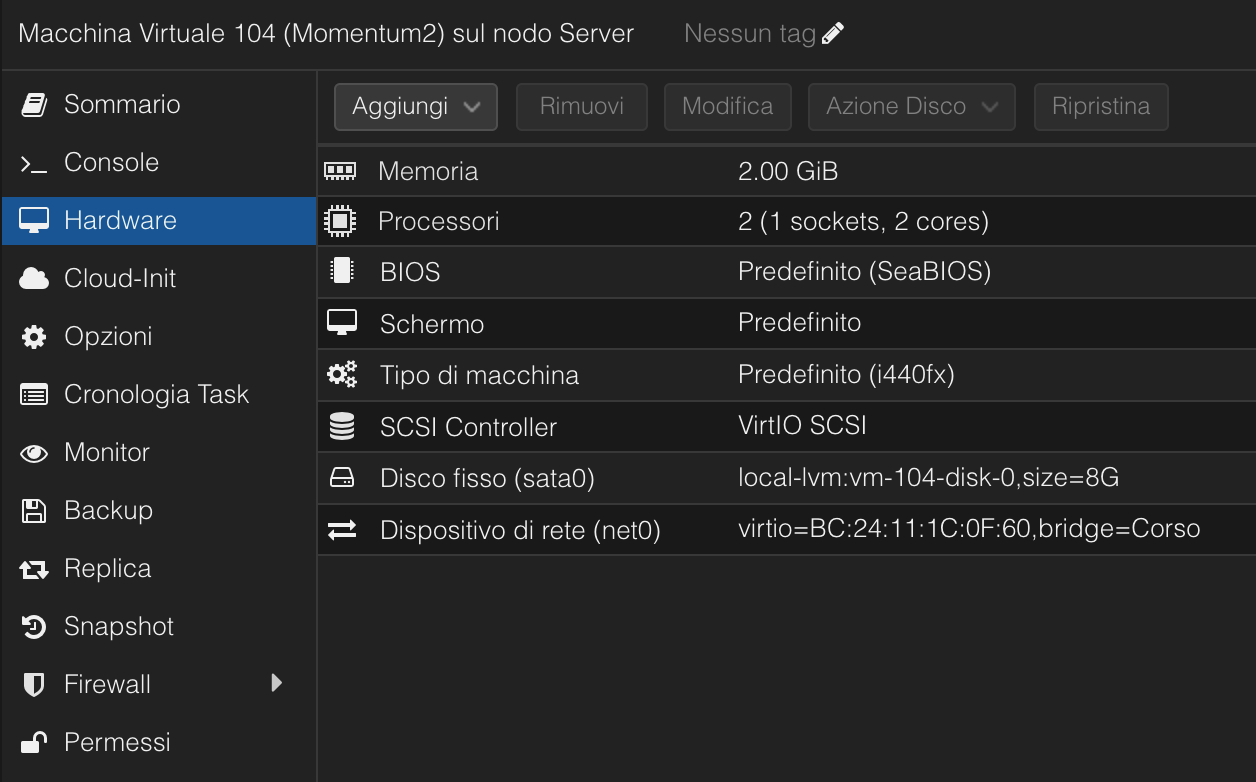 Macchina Virtuale 104 (Momentum2) sul nodo Server Nessun tag
Sommario
Console
Hardware
Cloud-Init
Opzioni
Cronologia Task
Monitor
Backup
Replica
Snapshot
Firewall
Permessi
Aggiungi Rimuovi Modifica Azione Disco Ripristina
Memoria 2.00 GiB
Processori 2 (1 sockets, 2 cores)
BIOS Predefinito (SeaBIOS)
Schermo Predefinito
Tipo di macchina Predefinito (i440fx)
SCSI Controller VirtIO SCSI
Disco fisso (sata0) local-lvm:vm-104-disk-0,size=8G
Dispositivo di rete (net0) virtio=BC:24:11:1C:0F:60,bridge=Corso